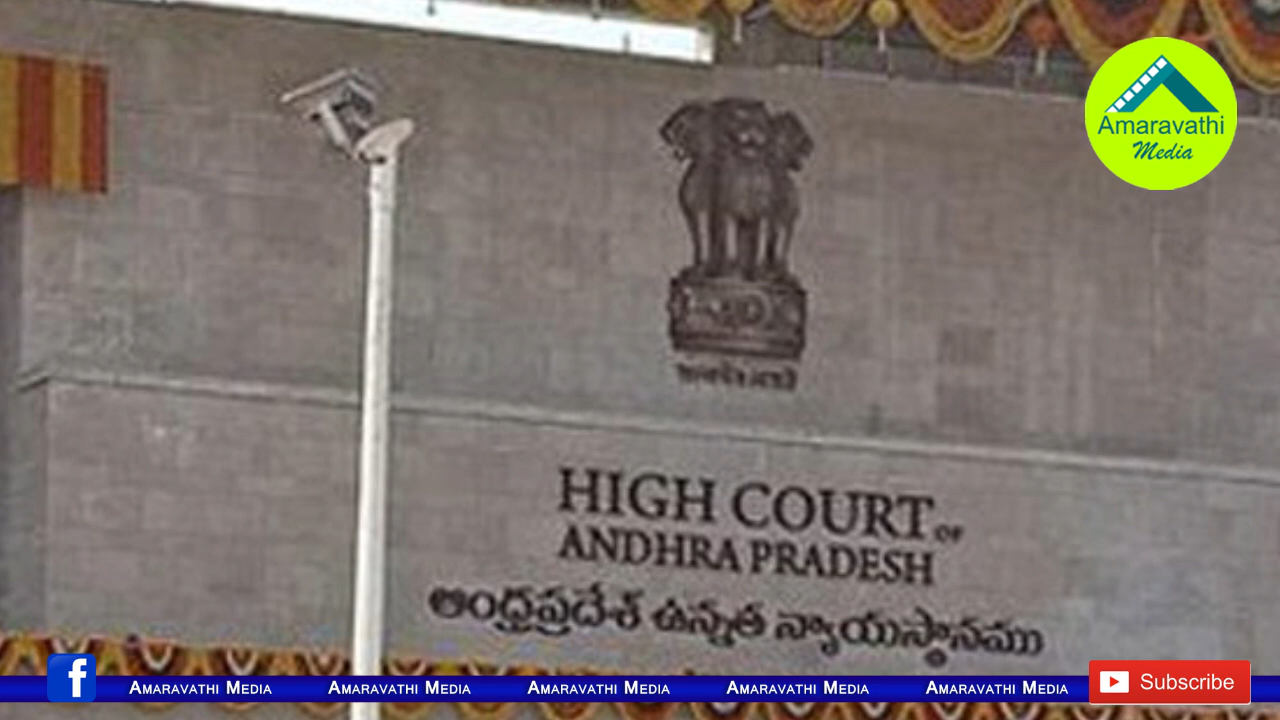 Amaravathi
Media
HIGH COURT OF
ANDHRA PRADESH
ఆంధ్రప్రదేశ్ ఉన్నత న్యాయస్థానము
f AMARAVATHI MEDIA AMARAVATHI MEDIA AMARAVATHI MEDIA AMARAVATHI MEDIA AMARAVATHI MEDIA Subscribe